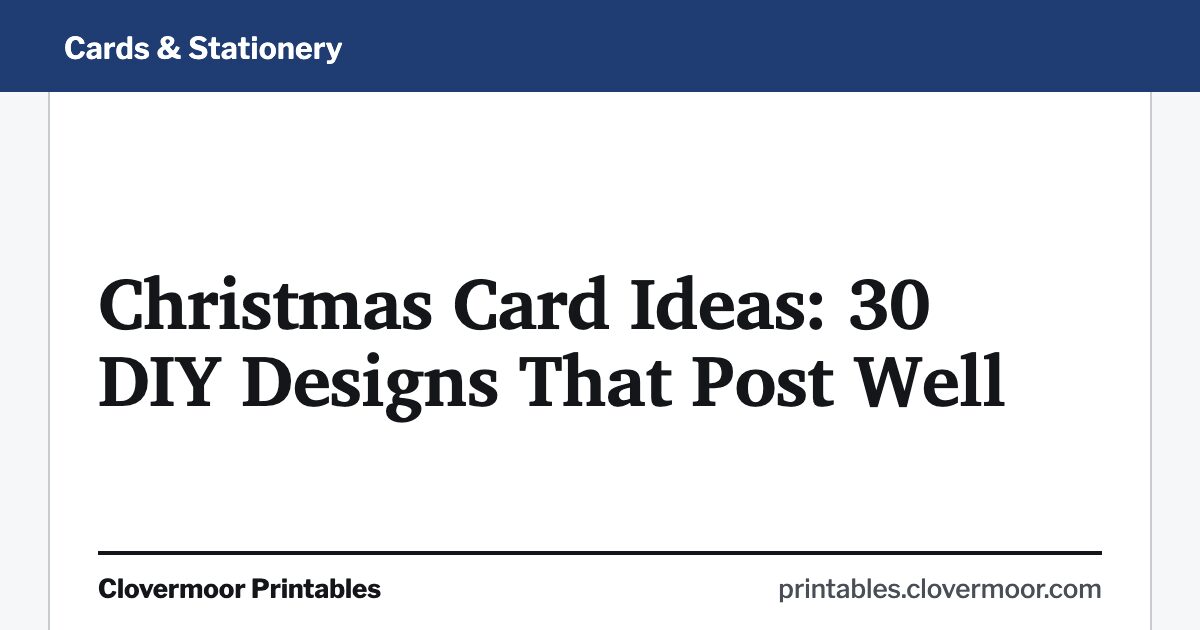 Cards & Stationery
Christmas Card Ideas: 30
DIY Designs That Post Well
Clovermoor Printables
printables.clovermoor.com